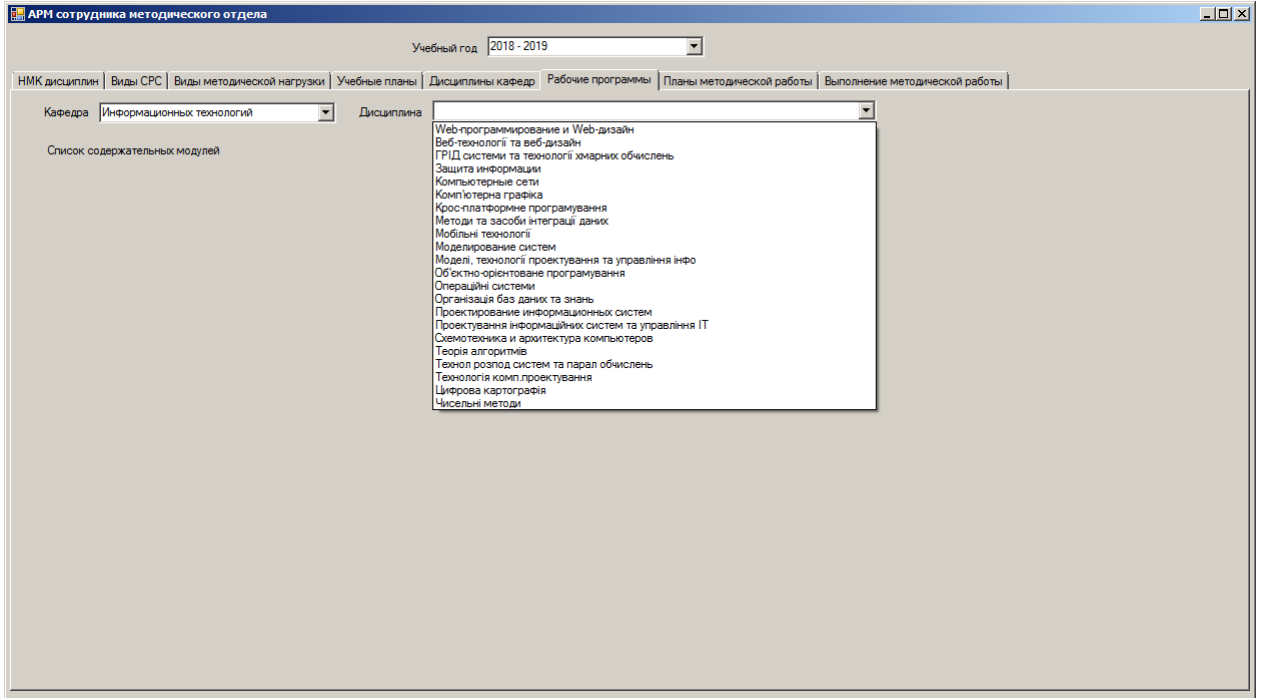 АРМ сотрудника методического отдела
Учебный год 2018 - 2019
НМК дисциплин Виды СРС Виды методической нагрузки Учебные планы Дисциплины кафедр Рабочие программы Планы методической работы Выполнение методической работы
Кафедра Информационных технологий Дисциплина
Список содержательных модулей
Web-программирование и Web-дизайн
Веб-технології та веб-дизайн
ГРІД системи та технології хмарних обчислень
Защита информации
Компьютерные сети
Комп'ютерна графіка
Крос-платформне програмування
Методи та засоби інтеграції даних
Мобільні технології
Моделирование систем
Моделі, технології проектування та управління інфо
Об'єктно-орієнтоване програмування
Операційні системи
Організація баз даних та знань
Проектирование информационных систем
Проектування інформаційних систем та управління ІТ
Схемотехника и архитектура компьютеров
Теорія алгоритмів
Технол розпод систем та парал обчислень
Технологія комп.проектування
Цифрова картографія
Чисельні методи